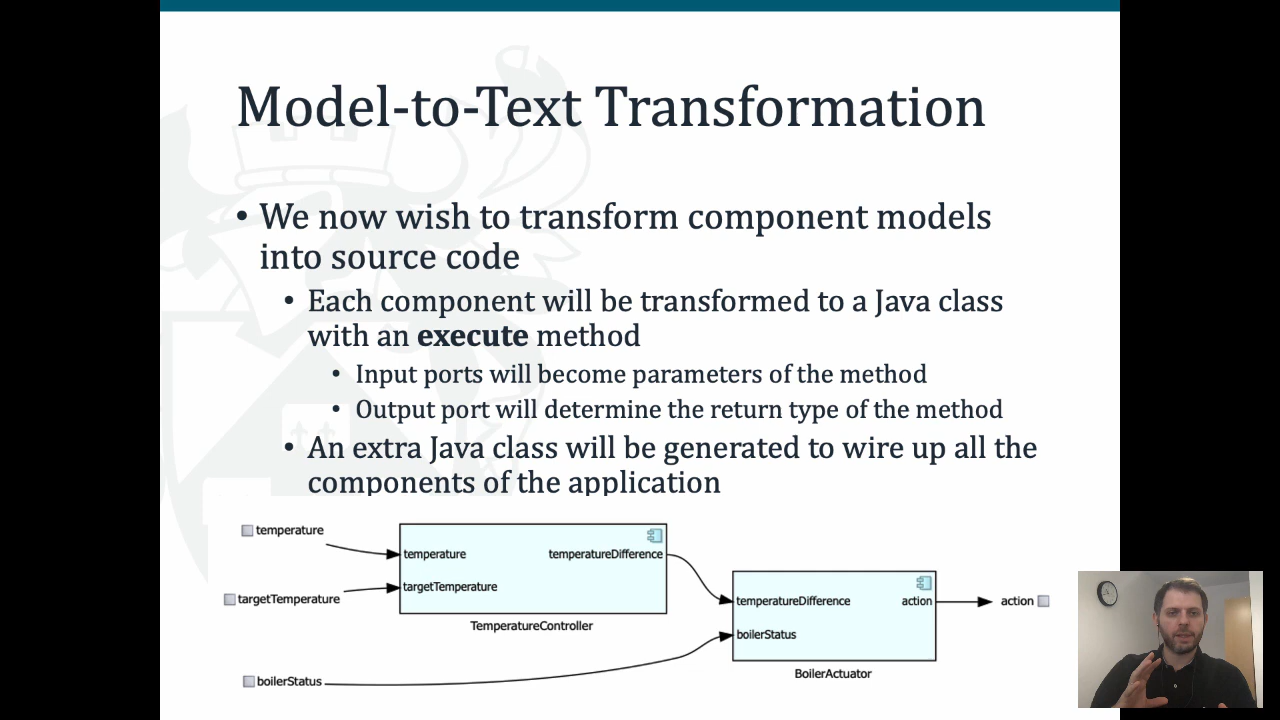 Model-to-Text Transformation
• We now wish to transform component models
into source code
• Each component will be transformed to a Java class
with an execute method
• Input ports will become parameters of the method
• Output port will determine the return type of the method
• An extra Java class will be generated to wire up all the
components of the application
temperature
temperature
temperatureDifference
targetTemperature
targetTemperature
TemperatureController
temperatureDifference
action
action
boilerStatus
BoilerActuator
boilerStatus